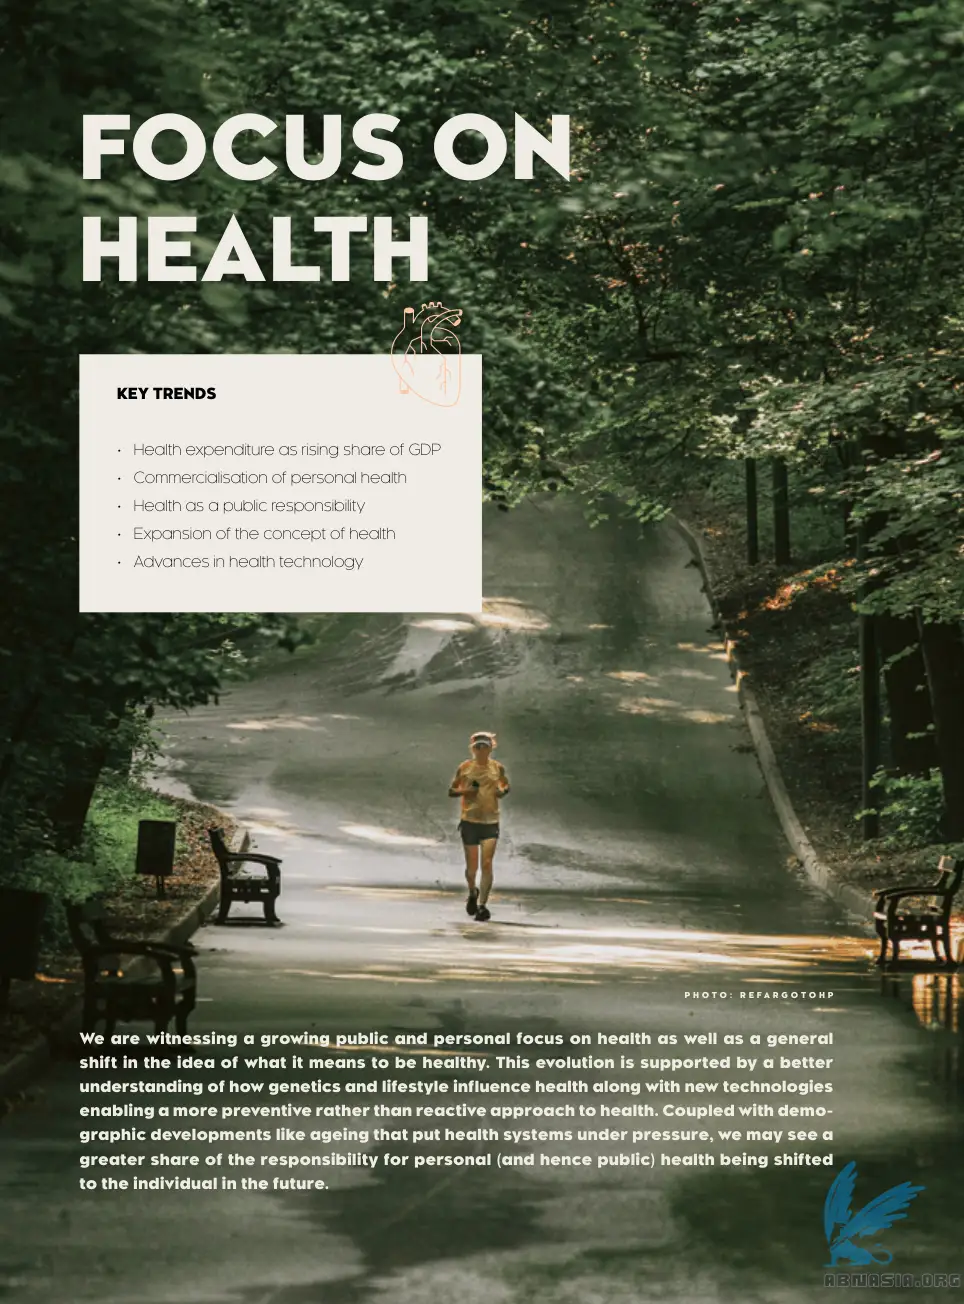 FOCUS ON
HEALTH
KEY TRENDS
• Health expenditure as rising share of GDP
• Commercialisation of personal health
• Health as a public responsibility
• Expansion of the concept of health
• Advances in health technology
PHOTO: REFARGOTOHP
We are witnessing a growing public and personal focus on health as well as a general
shift in the idea of what it means to be healthy. This evolution is supported by a better
understanding of how genetics and lifestyle influence health along with new technologies
enabling a more preventive rather than reactive approach to health. Coupled with demo-
graphic developments like ageing that put health systems under pressure, we may see a
greater share of the responsibility for personal (and hence public) health being shifted
to the individual in the future.
ABNASIA.ORG